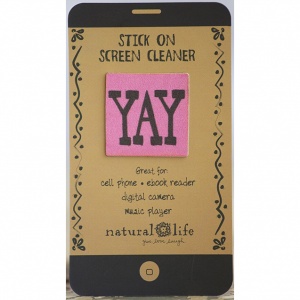 STICK ON
SCREEN CLEANER
YAY
Great for
cell phone • ebook reader
digital camera
music player
natural life
give, love, laugh.